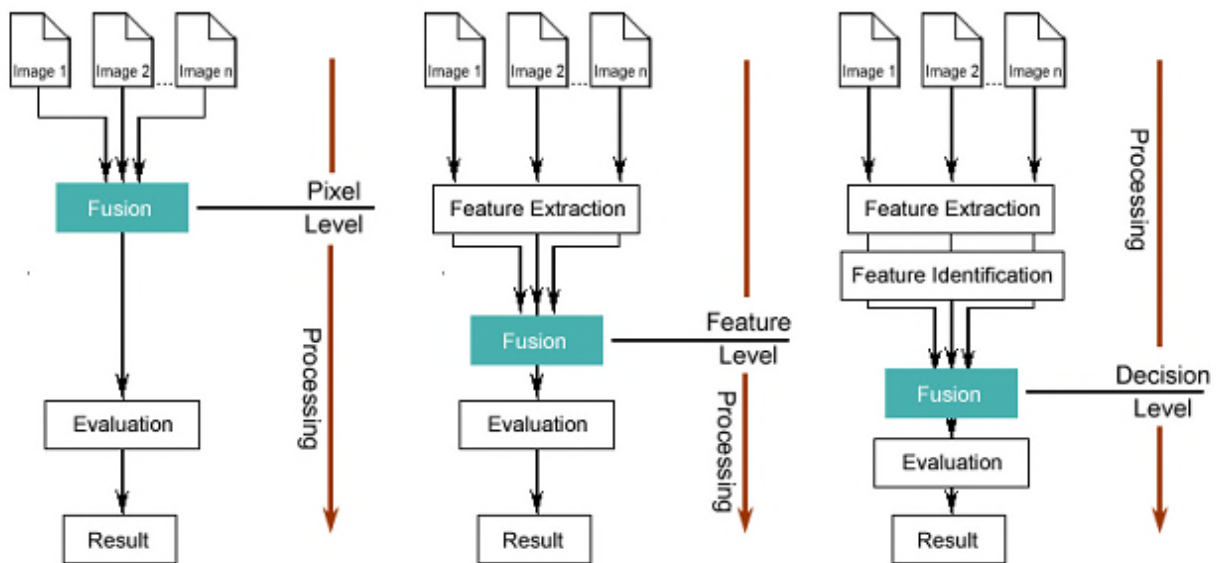 Image 1
Image 2
Image n
Fusion
Pixel
Level
Processing
Evaluation
Result
Image 1
Image 2
Image n
Feature Extraction
Fusion
Feature
Level
Processing
Evaluation
Result
Image 1
Image 2
Image n
Processing
Feature Extraction
Feature Identification
Fusion
Decision
Level
Evaluation
Result